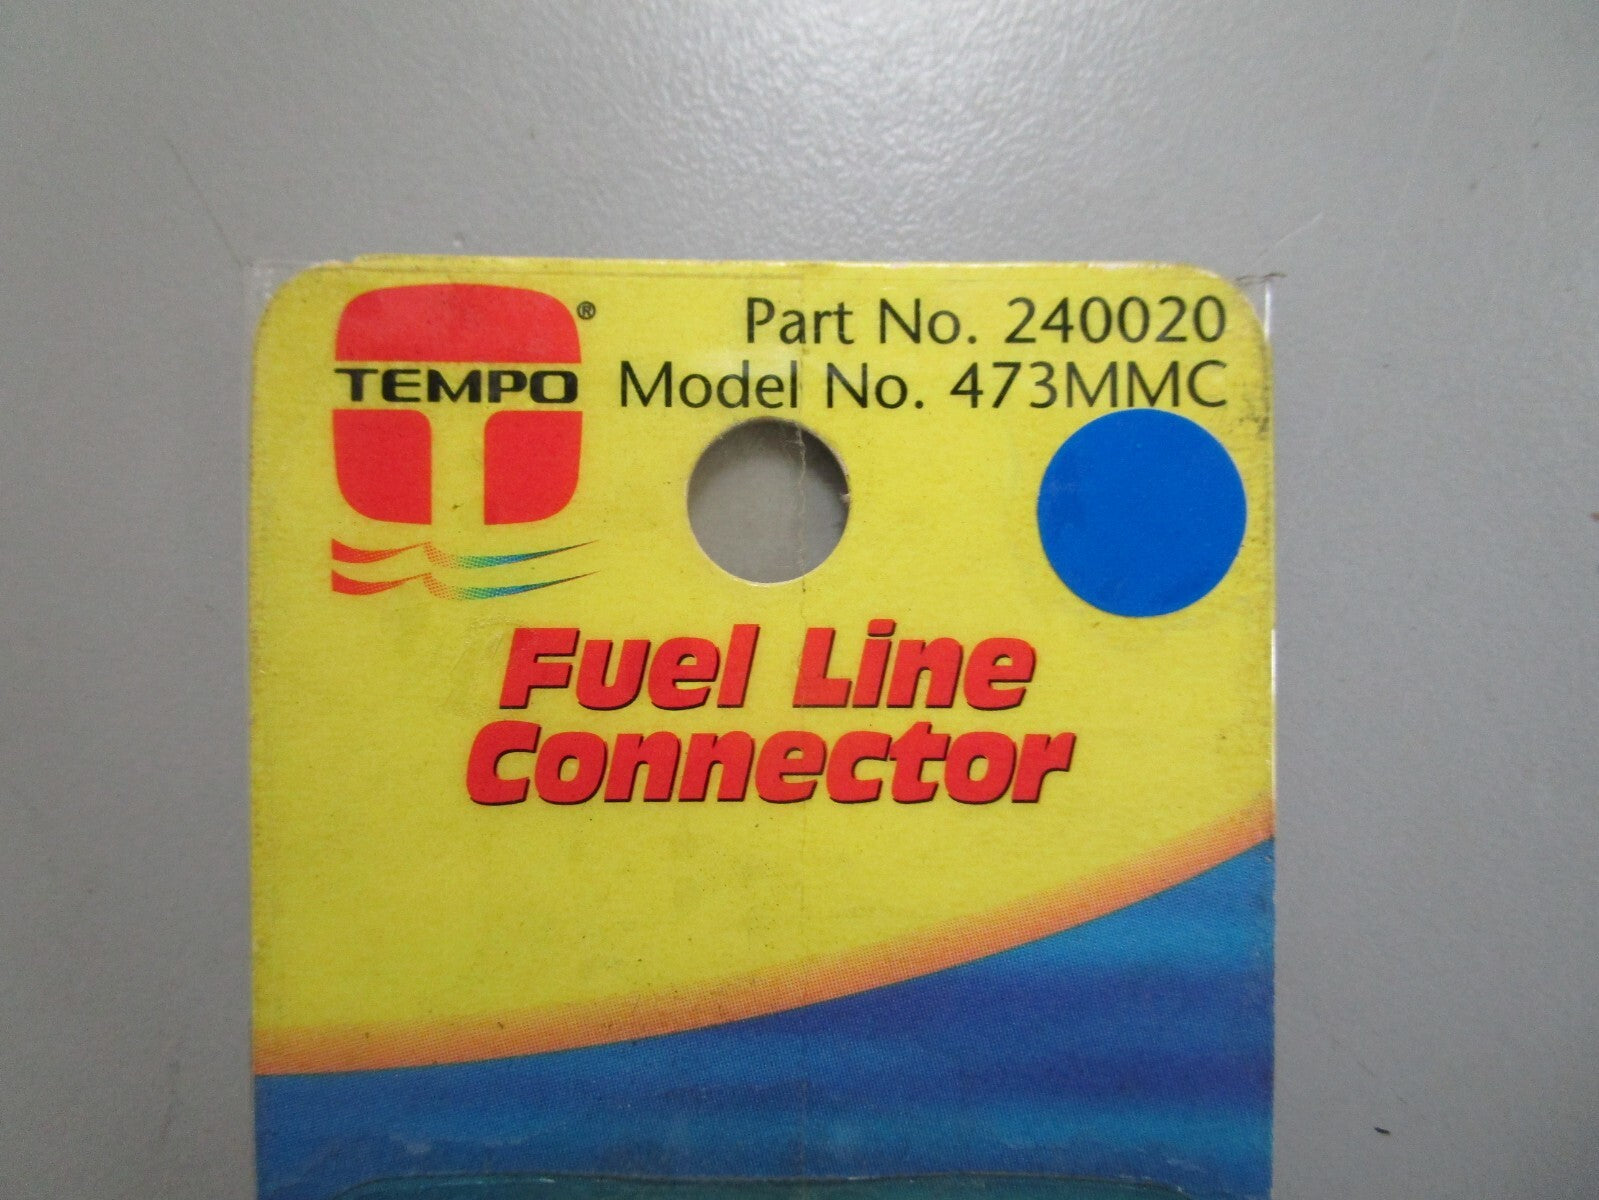 TEMPO®
Part No. 240020
Model No. 473MMC
Fuel Line
Connector